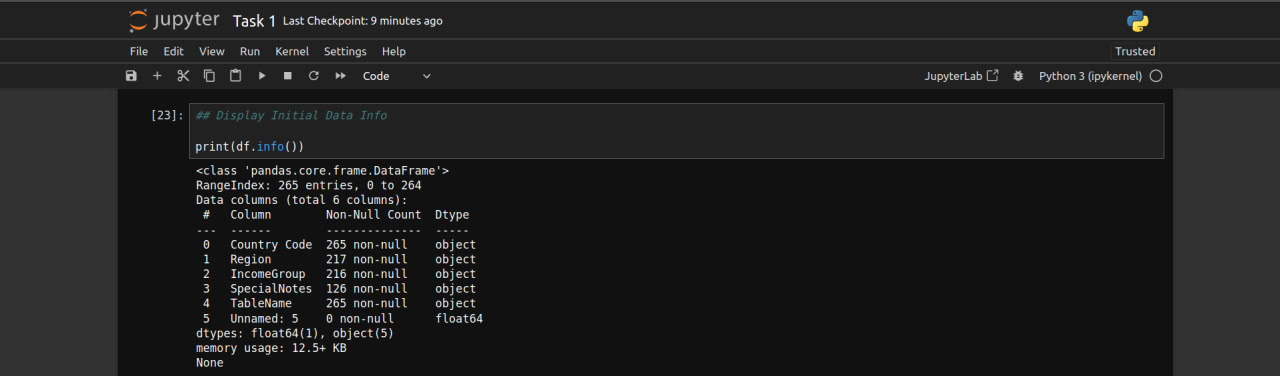 jupyter Task 1 Last Checkpoint: 9 minutes ago
File Edit View Run Kernel Settings Help Trusted
Code JupyterLab Python 3 (ipykernel)
[23]: ## Display Initial Data Info
print(df.info())
<class 'pandas.core.frame.DataFrame'>
RangeIndex: 265 entries, 0 to 264
Data columns (total 6 columns):
 #   Column        Non-Null Count  Dtype
---  ------        --------------  -----
 0   Country Code  265 non-null    object
 1   Region        217 non-null    object
 2   IncomeGroup   216 non-null    object
 3   SpecialNotes  126 non-null    object
 4   TableName     265 non-null    object
 5   Unnamed: 5    0 non-null      float64
dtypes: float64(1), object(5)
memory usage: 12.5+ KB
None